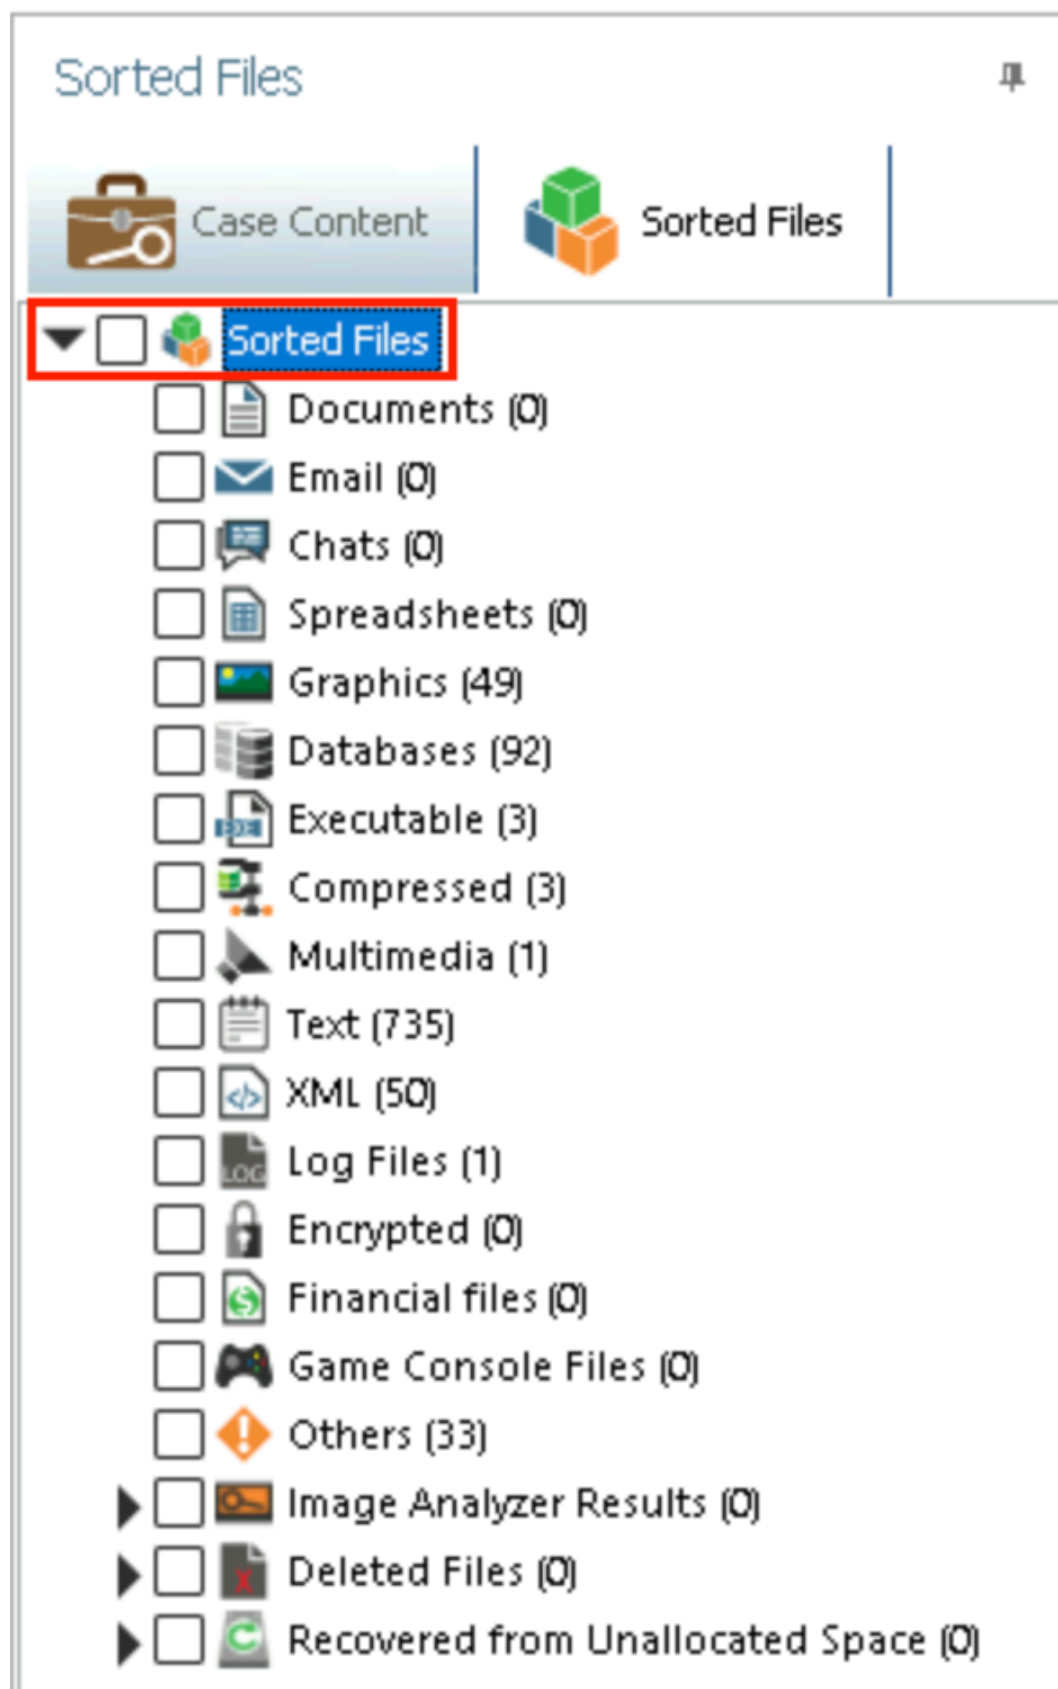 Sorted Files
Case Content
Sorted Files
Sorted Files
Documents (0)
Email (0)
Chats (0)
Spreadsheets (0)
Graphics (49)
Databases (92)
Executable (3)
Compressed (3)
Multimedia (1)
Text (735)
XML (50)
LOG
Log Files (1)
Encrypted (0)
Financial files (0)
Game Console Files (0)
Others (33)
Image Analyzer Results (0)
Deleted Files (0)
Recovered from Unallocated Space (0)